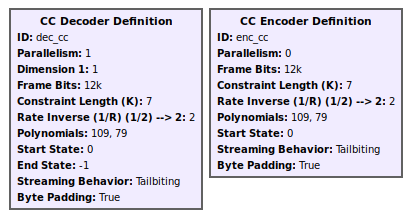 CC Decoder Definition
ID: dec_cc
Parallelism: 1
Dimension 1: 1
Frame Bits: 12k
Constraint Length (K): 7
Rate Inverse (1/R) (1/2) --> 2: 2
Polynomials: 109, 79
Start State: 0
End State: -1
Streaming Behavior: Tailbiting
Byte Padding: True
CC Encoder Definition
ID: enc_cc
Parallelism: 0
Frame Bits: 12k
Constraint Length (K): 7
Rate Inverse (1/R) (1/2) --> 2: 2
Polynomials: 109, 79
Start State: 0
Streaming Behavior: Tailbiting
Byte Padding: True